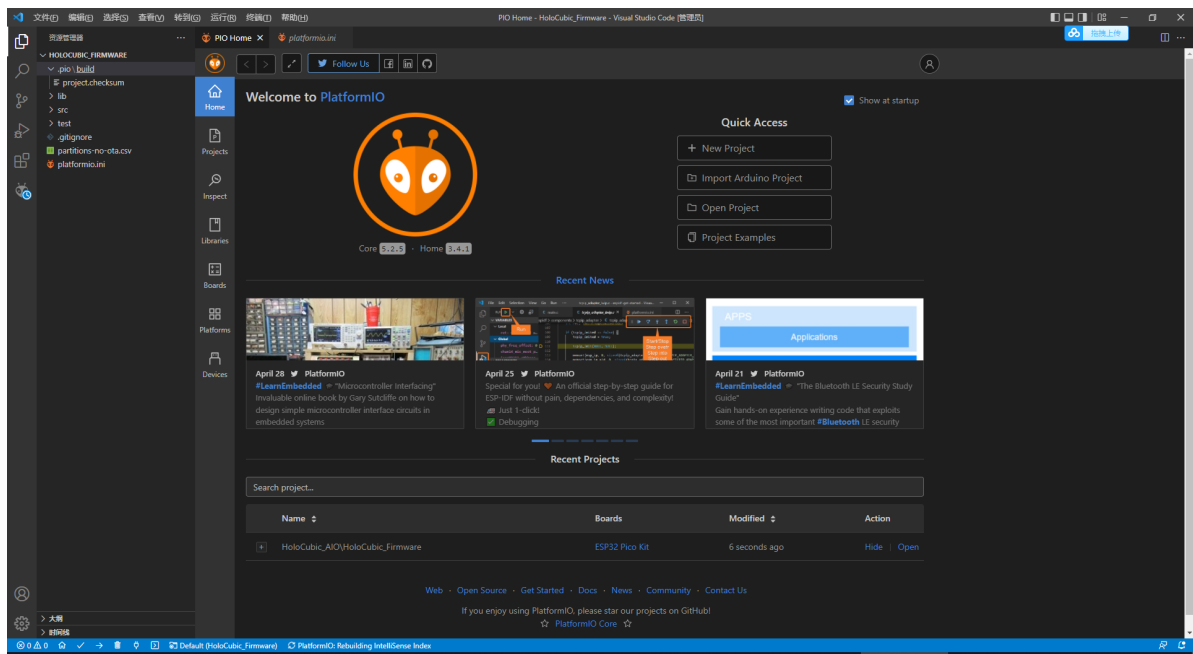 文件(F) 编辑(E) 选择(S) 查看(V) 转到(G) 运行(R) 终端(T) 帮助(H)
PIO Home - HoloCubic_Firmware - Visual Studio Code [管理员]
资源管理器 ···
PIO Home × platformio.ini
拖拽上传
HOLOCUBIC_FIRMWARE
.pio \ build
project.checksum
lib
src
test
.gitignore
partitions-no-ota.csv
platformio.ini
大纲
时间线
Follow Us
Home
Projects
Inspect
Libraries
Boards
Platforms
Devices
Welcome to PlatformIO
Show at startup
Core 5.2.5 · Home 3.4.1
Quick Access
+ New Project
Import Arduino Project
Open Project
Project Examples
Recent News
APPS
Applications
April 28 PlatformIO
#LearnEmbedded "Microcontroller Interfacing"
Invaluable online book by Gary Sutcliffe on how to
design simple microcontroller interface circuits in
embedded systems
April 25 PlatformIO
Special for you! 🧡 An official step-by-step guide for
ESP-IDF without pain, dependencies, and complexity!
Just 1-click!
✅ Debugging
April 21 PlatformIO
#LearnEmbedded "The Bluetooth LE Security Study
Guide"
Gain hands-on experience writing code that exploits
some of the most important #Bluetooth LE security
Recent Projects
Search project...
Name Boards Modified Action
HoloCubic_AIO\HoloCubic_Firmware ESP32 Pico Kit 6 seconds ago Hide | Open
Web · Open Source · Get Started · Docs · News · Community · Contact Us
If you enjoy using PlatformIO, please star our projects on GitHub!
☆ PlatformIO Core ☆
0 0 Default (HoloCubic_Firmware) PlatformIO: Rebuilding IntelliSense Index